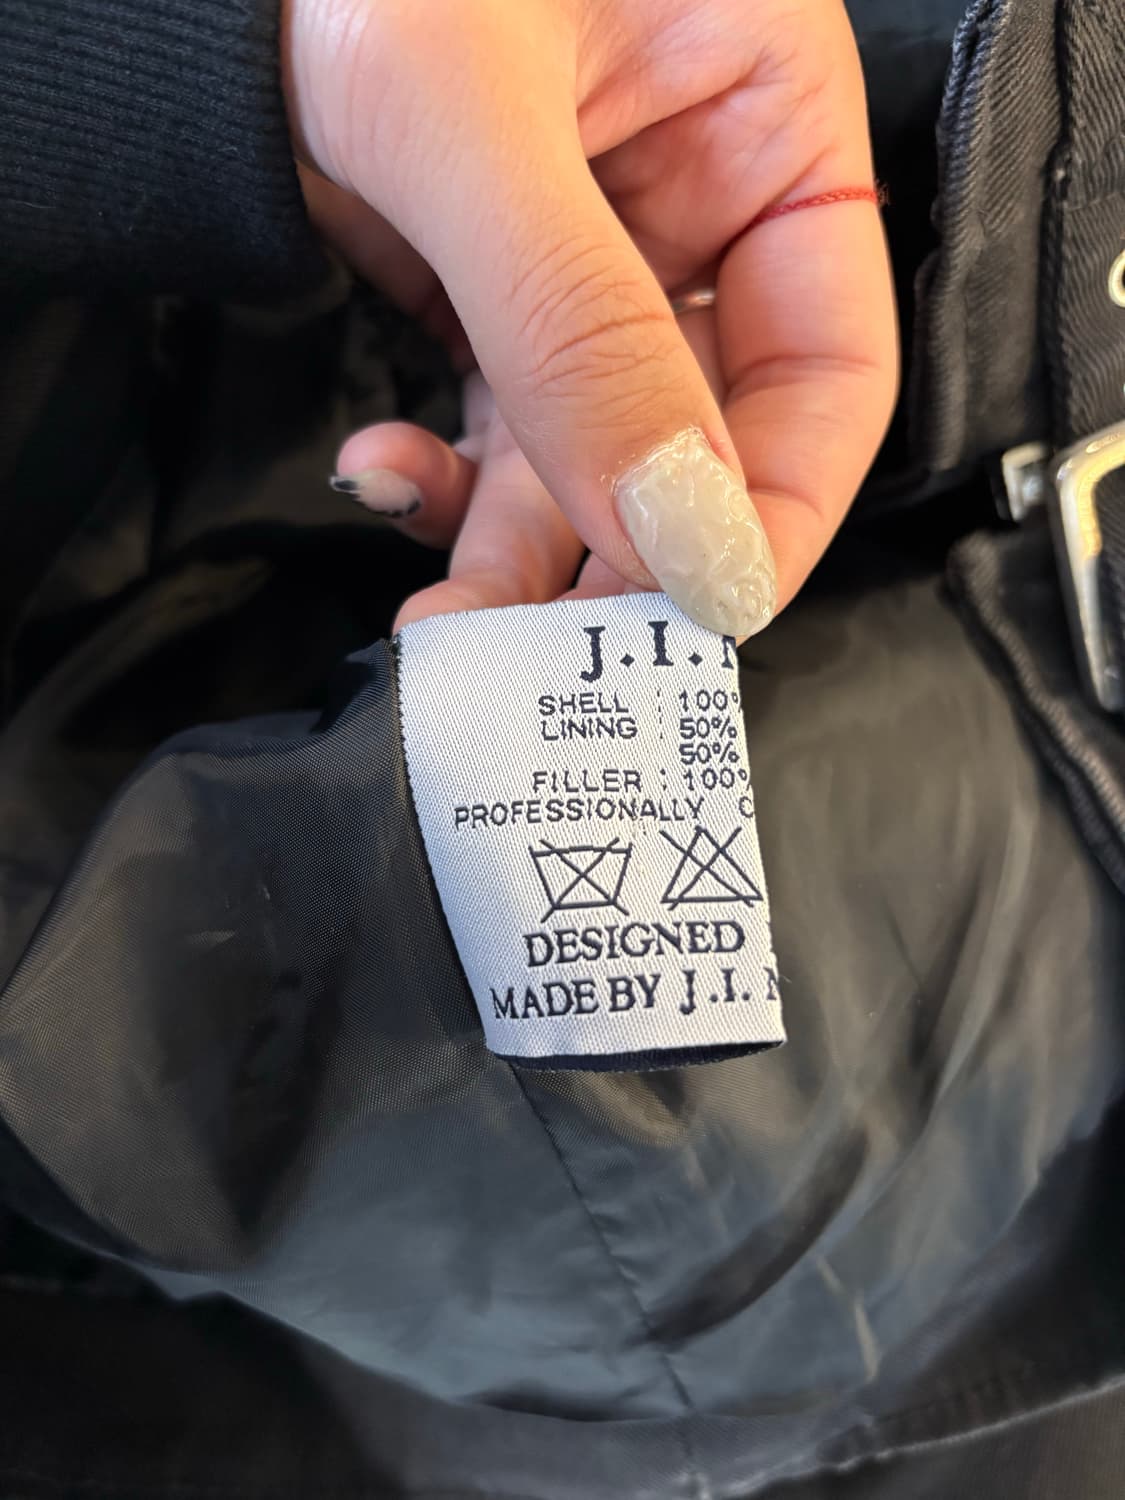 J.I.
SHELL : 100%
LINING : 50%
50%
FILLER : 100%
PROFESSIONALLY C
DESIGNED
MADE BY J.I.